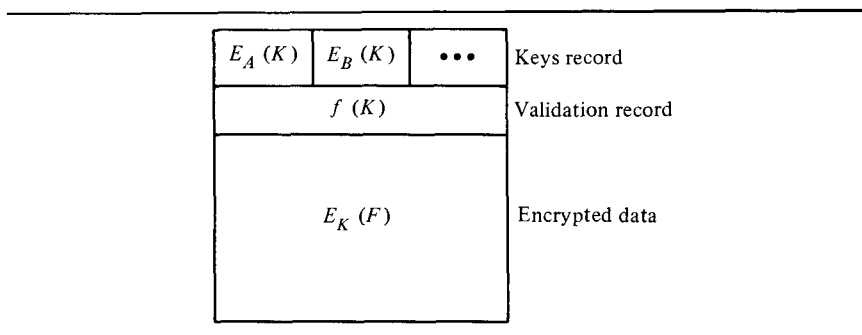 E_A (K) E_B (K) ••• Keys record
f (K) Validation record
E_K (F) Encrypted data